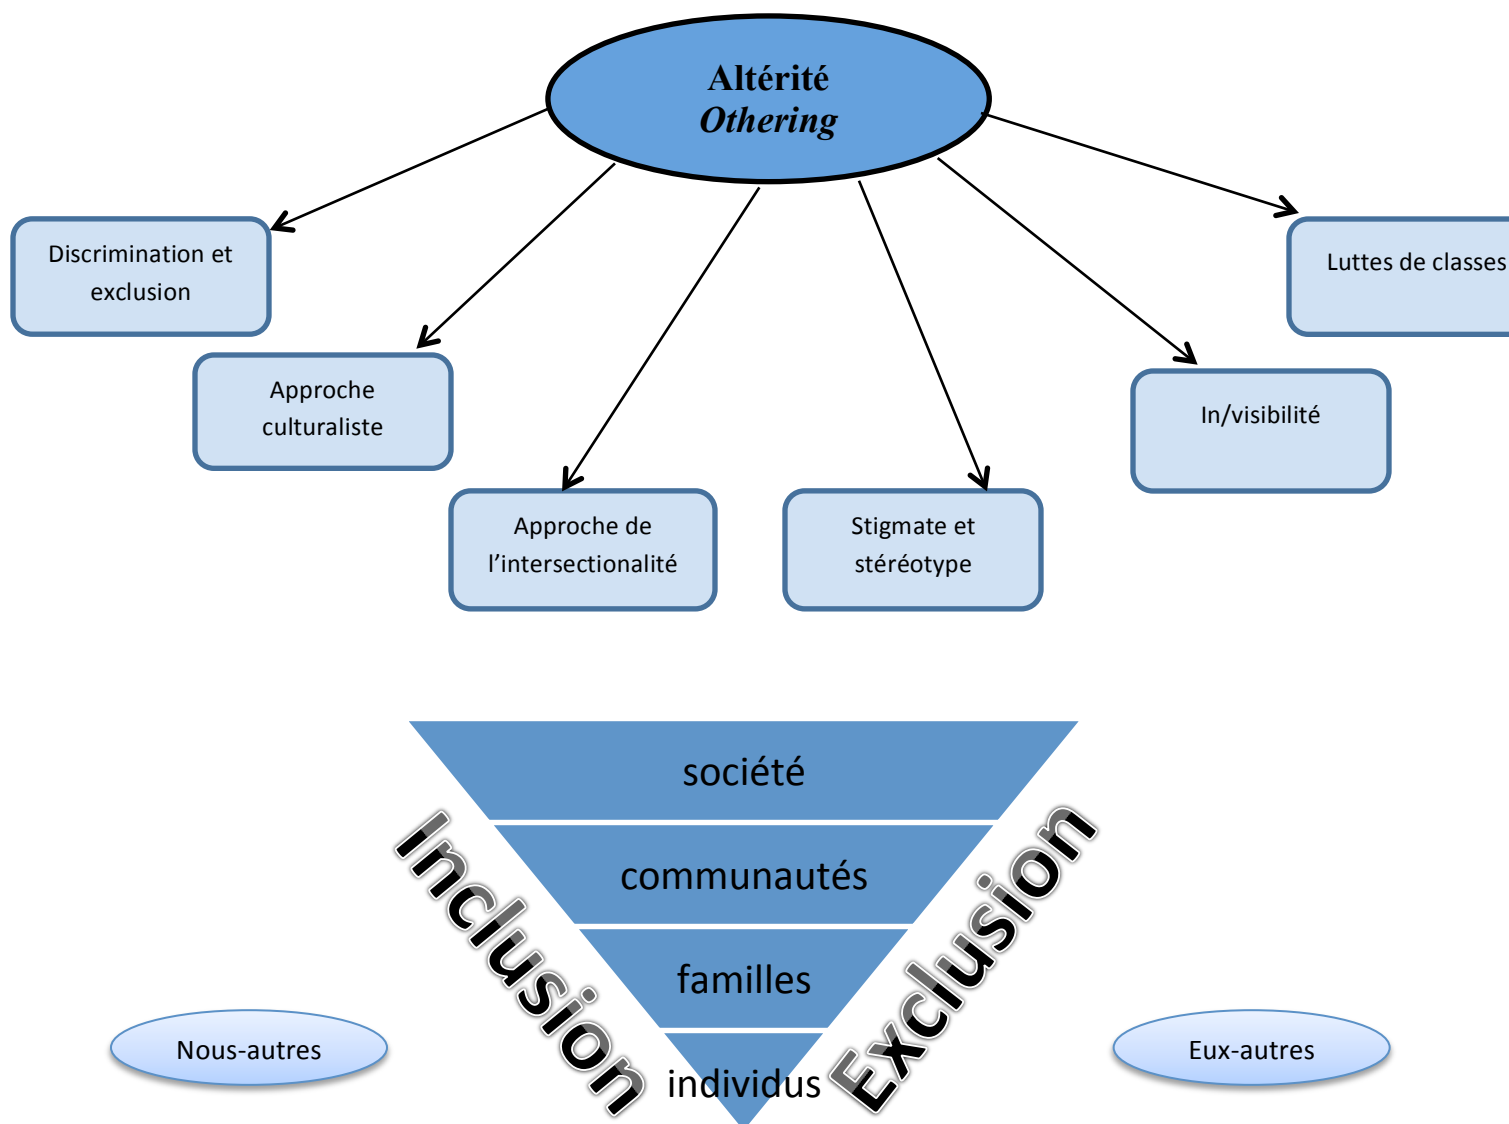 Altérité
Othering
Discrimination et
exclusion
Luttes de classes
Approche
culturaliste
In/visibilité
Approche de
l'intersectionalité
Stigmate et
stéréotype
société
communautés
familles
individus
Inclusion
Exclusion
Nous-autres
Eux-autres